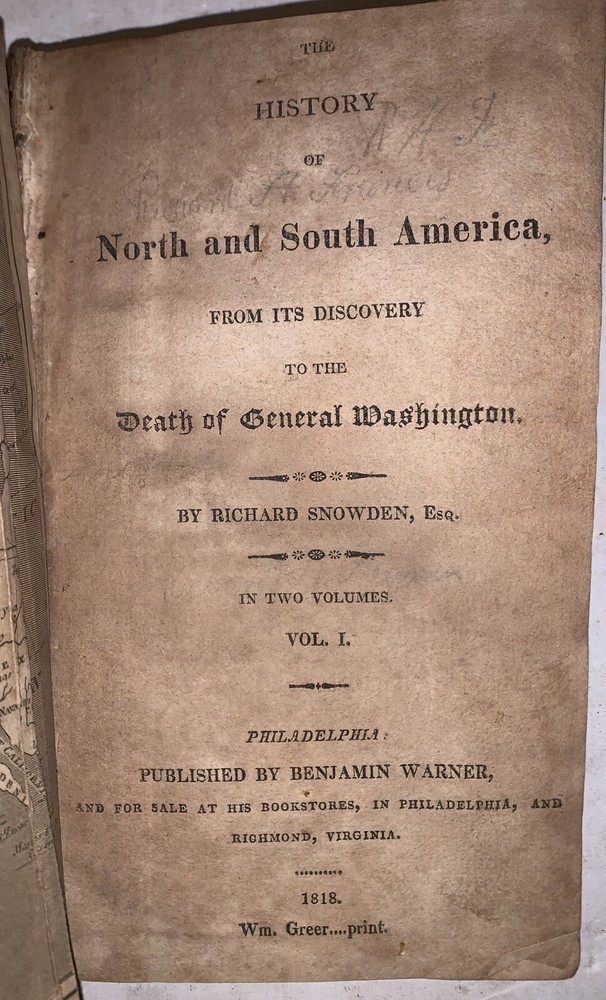 THE
HISTORY
OF
North and South America,
FROM ITS DISCOVERY
TO THE
Death of General Washington.
BY RICHARD SNOWDEN, Esq.
IN TWO VOLUMES.
VOL. I.
PHILADELPHIA:
PUBLISHED BY BENJAMIN WARNER,
AND FOR SALE AT HIS BOOKSTORES, IN PHILADELPHIA, AND
RICHMOND, VIRGINIA.
1818.
Wm. Greer....print.